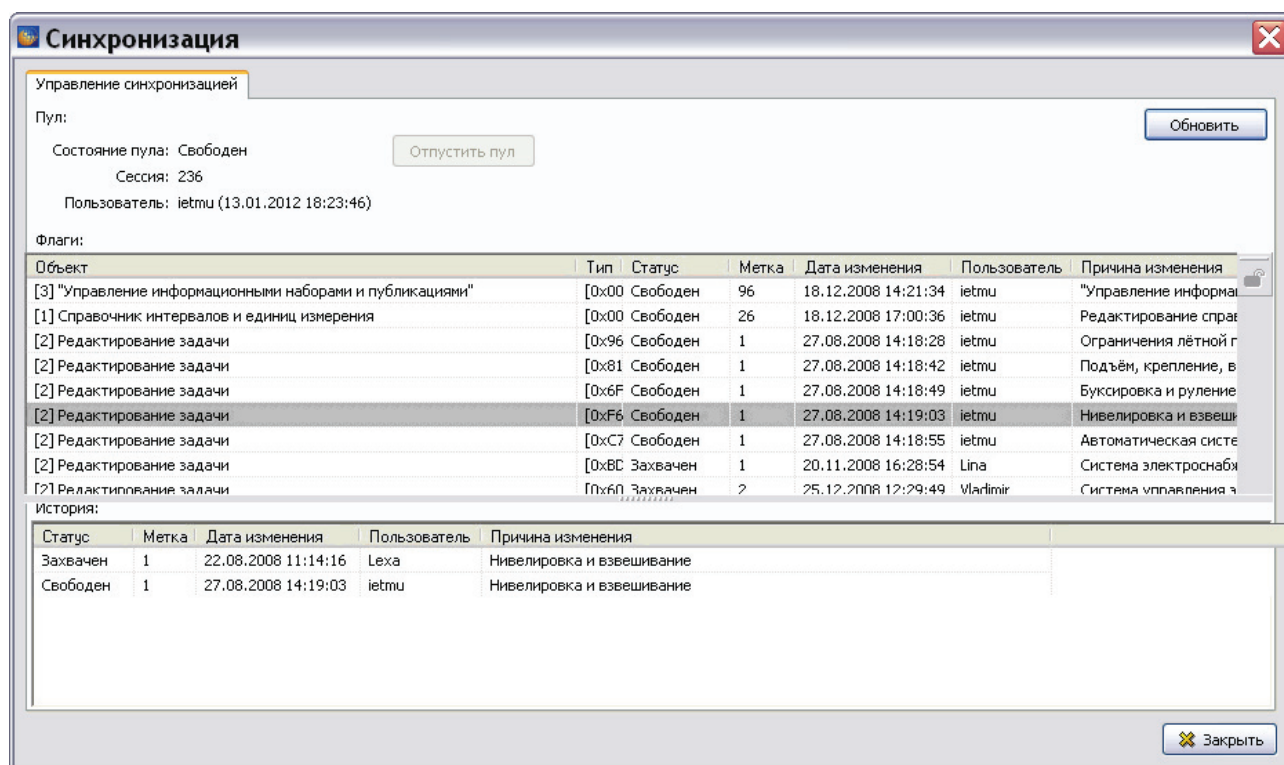 Синхронизация
Управление синхронизацией
Пул:
Обновить
Состояние пула: Свободен Отпустить пул
Сессия: 236
Пользователь: ietmu (13.01.2012 18:23:46)
Флаги:
Объект Тип Статус Метка Дата изменения Пользователь Причина изменения
[3] "Управление информационными наборами и публикациями" [0x00 Свободен 96 18.12.2008 14:21:34 ietmu "Управление информа
[1] Справочник интервалов и единиц измерения [0x00 Свободен 26 18.12.2008 17:00:36 ietmu Редактирование справ
[2] Редактирование задачи [0x96 Свободен 1 27.08.2008 14:18:28 ietmu Ограничения лётной г
[2] Редактирование задачи [0x81 Свободен 1 27.08.2008 14:18:42 ietmu Подъём, крепление, в
[2] Редактирование задачи [0x6F Свободен 1 27.08.2008 14:18:49 ietmu Буксировка и руление
[2] Редактирование задачи [0xF6 Свободен 1 27.08.2008 14:19:03 ietmu Нивелировка и взвеши
[2] Редактирование задачи [0xC7 Свободен 1 27.08.2008 14:18:55 ietmu Автоматическая систе
[2] Редактирование задачи [0xBD Захвачен 1 20.11.2008 16:28:54 Lina Система электроснабж
[2] Редактирование задачи [0x60 Захвачен 2 25.12.2008 12:29:49 Vladimir Система управления э
История:
Статус Метка Дата изменения Пользователь Причина изменения
Захвачен 1 22.08.2008 11:14:16 Lexa Нивелировка и взвешивание
Свободен 1 27.08.2008 14:19:03 ietmu Нивелировка и взвешивание
Закрыть